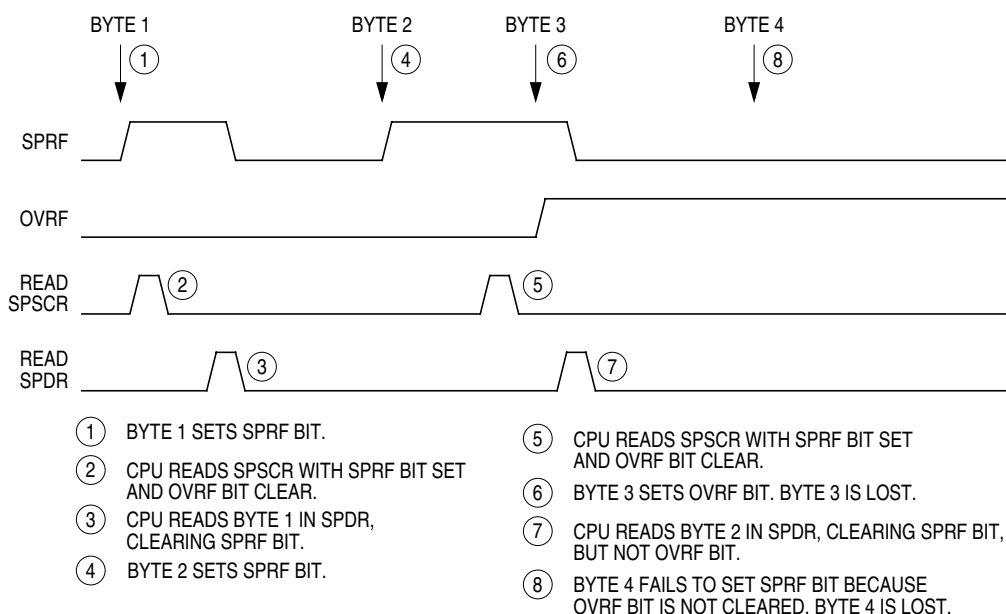 BYTE 1 BYTE 2 BYTE 3 BYTE 4
1 4 6 8
SPRF
OVRF
READ
SPSCR
2 5
READ
SPDR
3 7
1 BYTE 1 SETS SPRF BIT.
2 CPU READS SPSCR WITH SPRF BIT SET
AND OVRF BIT CLEAR.
3 CPU READS BYTE 1 IN SPDR,
CLEARING SPRF BIT.
4 BYTE 2 SETS SPRF BIT.
5 CPU READS SPSCR WITH SPRF BIT SET
AND OVRF BIT CLEAR.
6 BYTE 3 SETS OVRF BIT. BYTE 3 IS LOST.
7 CPU READS BYTE 2 IN SPDR, CLEARING SPRF BIT,
BUT NOT OVRF BIT.
8 BYTE 4 FAILS TO SET SPRF BIT BECAUSE
OVRF BIT IS NOT CLEARED. BYTE 4 IS LOST.